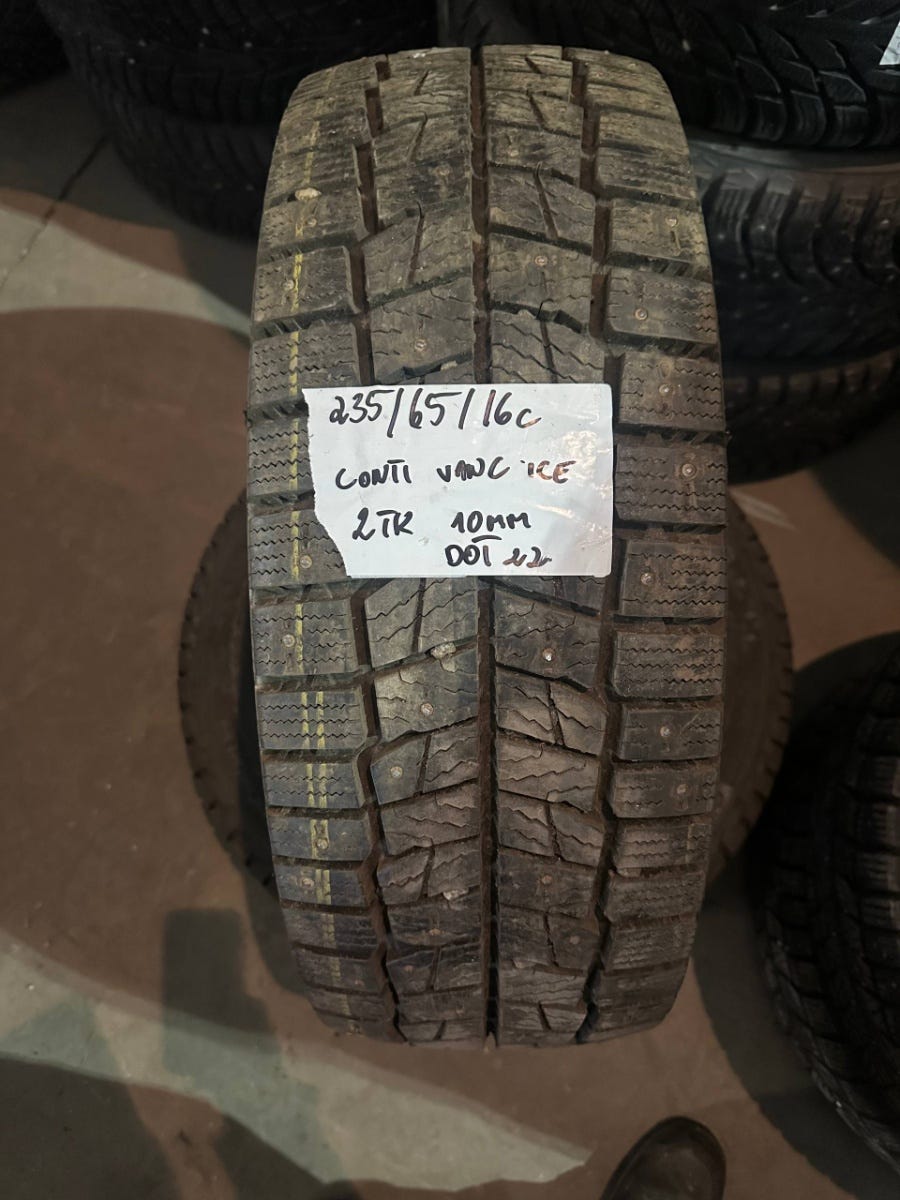 235/65/16C
CONTI VANC ICE
2TK 10MM
DOT 22